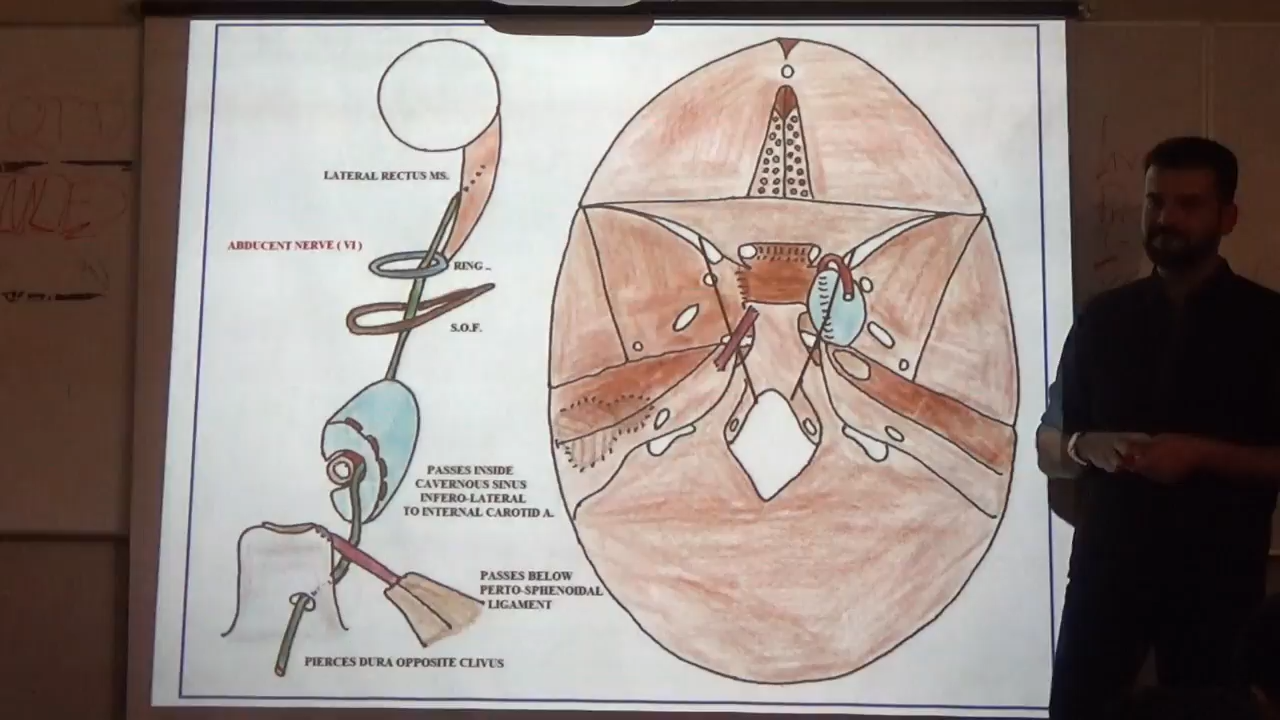 LATERAL RECTUS MS.
ABDUCENT NERVE ( VI )
RING
S.O.F.
PASSES INSIDE
CAVERNOUS SINUS
INFERO-LATERAL
TO INTERNAL CAROTID A.
PASSES BELOW
PERTO-SPHENOIDAL
LIGAMENT
PIERCES DURA OPPOSITE CLIVUS